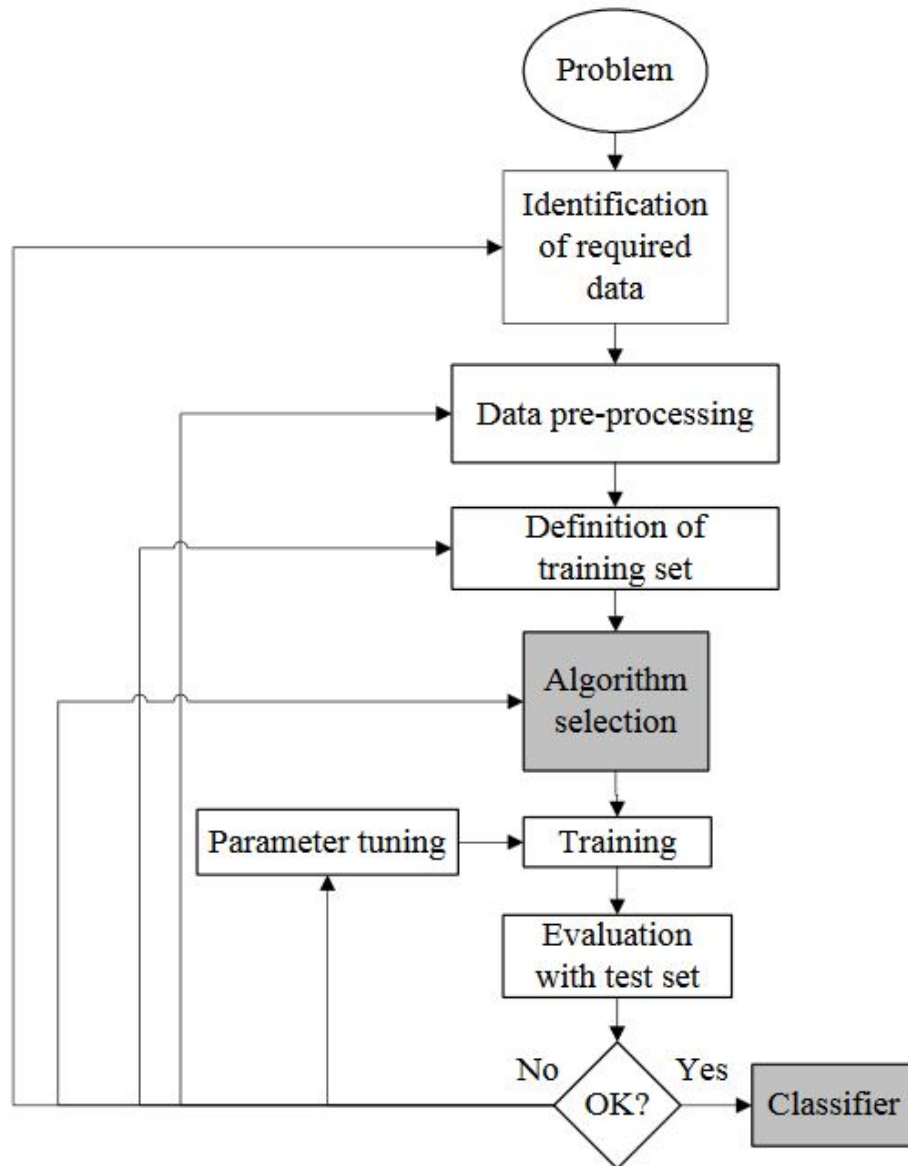 Problem
Identification
of required
data
Data pre-processing
Definition of
training set
Algorithm
selection
Parameter tuning
Training
Evaluation
with test set
No
Yes
OK?
Classifier